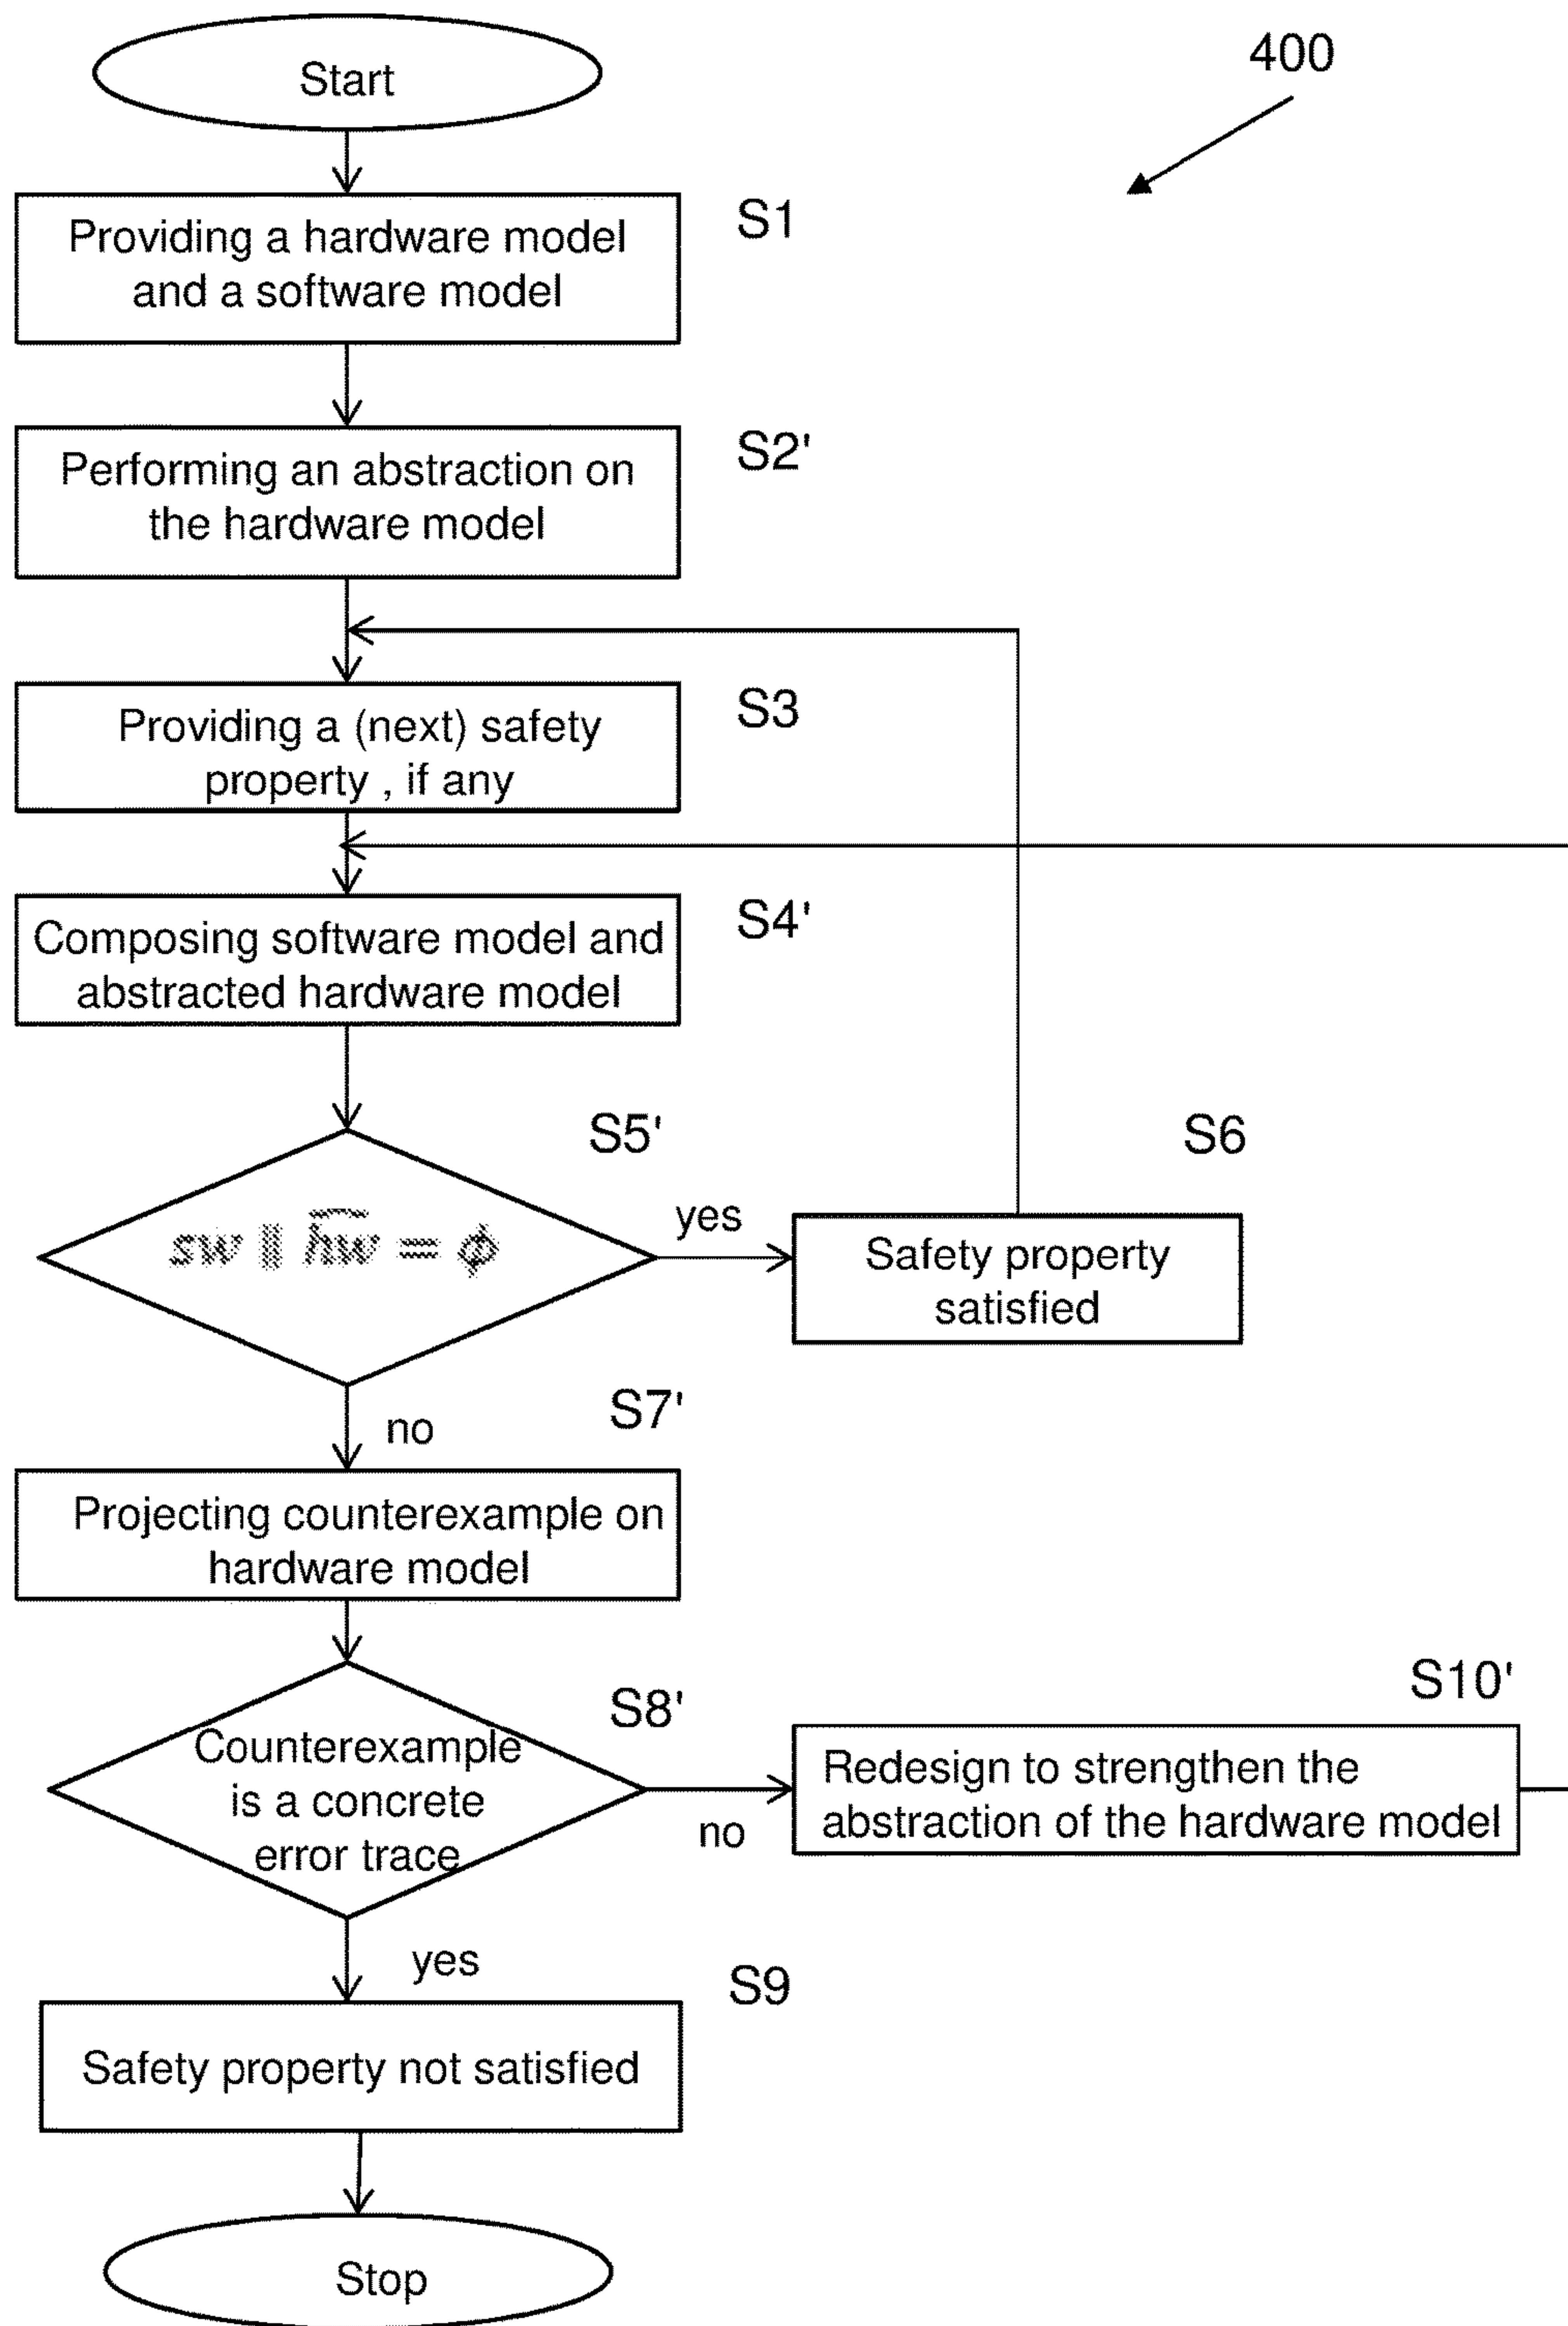 Start
400
Providing a hardware model
and a software model
S1
Performing an abstraction on
the hardware model
S2'
Providing a (next) safety
property , if any
S3
Composing software model and
abstracted hardware model
S4'
S5'
sw || \widehat{hw} = ϕ
yes
S6
Safety property
satisfied
no
S7'
Projecting counterexample on
hardware model
S8'
Counterexample
is a concrete
error trace
no
S10'
Redesign to strengthen the
abstraction of the hardware model
yes
S9
Safety property not satisfied
Stop